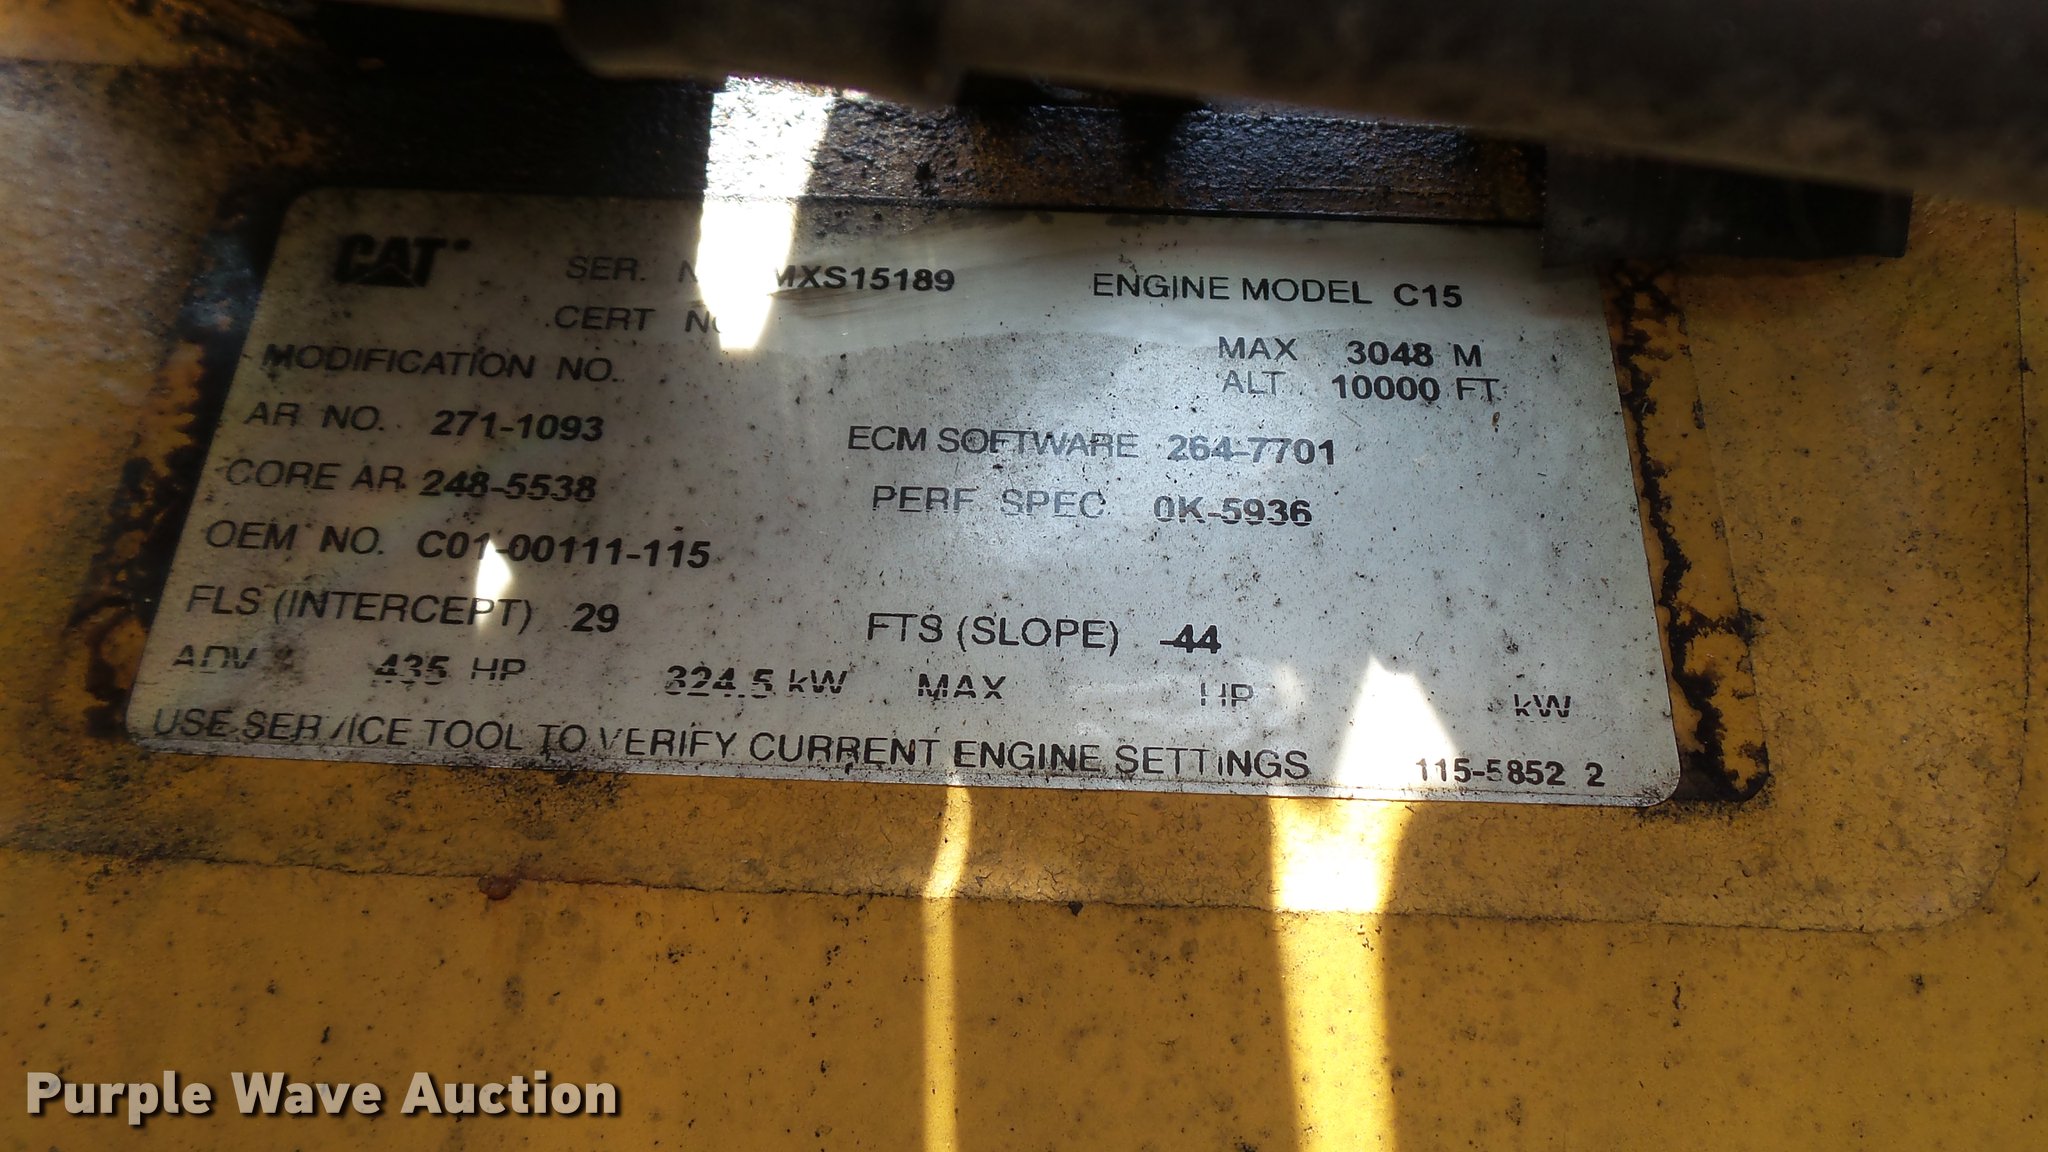 CAT
SER. MXS15189 ENGINE MODEL C15
CERT NO
MODIFICATION NO. MAX 3048 M
ALT. 10000 FT.
AR NO. 271-1093 ECM SOFTWARE 264-7701
CORE AR 248-5538 PERF SPEC 0K-5936
OEM NO. C01-00111-115
FLS (INTERCEPT) 29 FTS (SLOPE) -44
ADV 435 HP 324.5 kW MAX HP kW
USE SERVICE TOOL TO VERIFY CURRENT ENGINE SETTINGS 115-5852 2
Purple Wave Auction